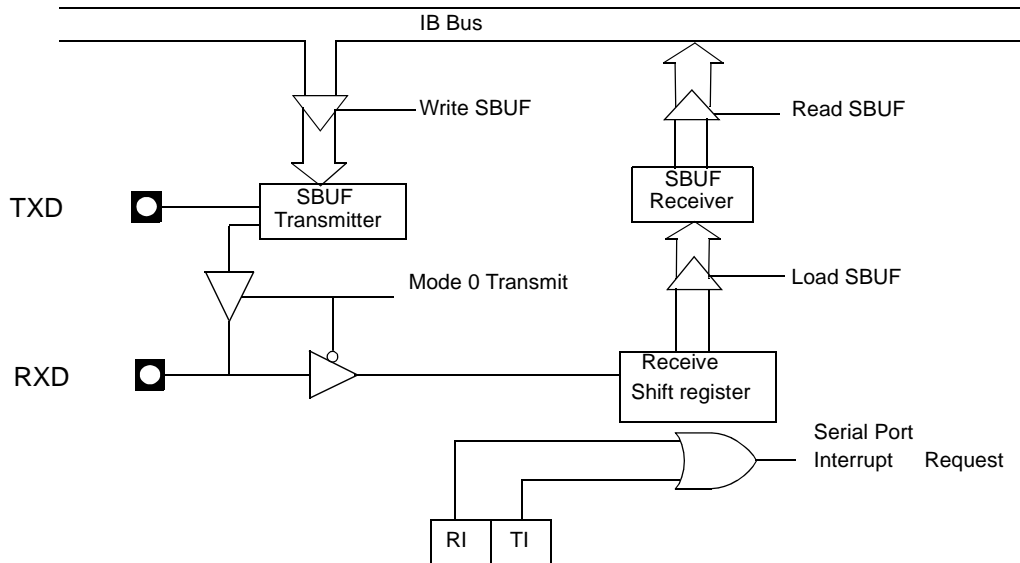 IB Bus
Write SBUF
Read SBUF
TXD
SBUF
Transmitter
SBUF
Receiver
Mode 0 Transmit
Load SBUF
RXD
Receive
Shift register
Serial Port
Interrupt Request
RI
TI